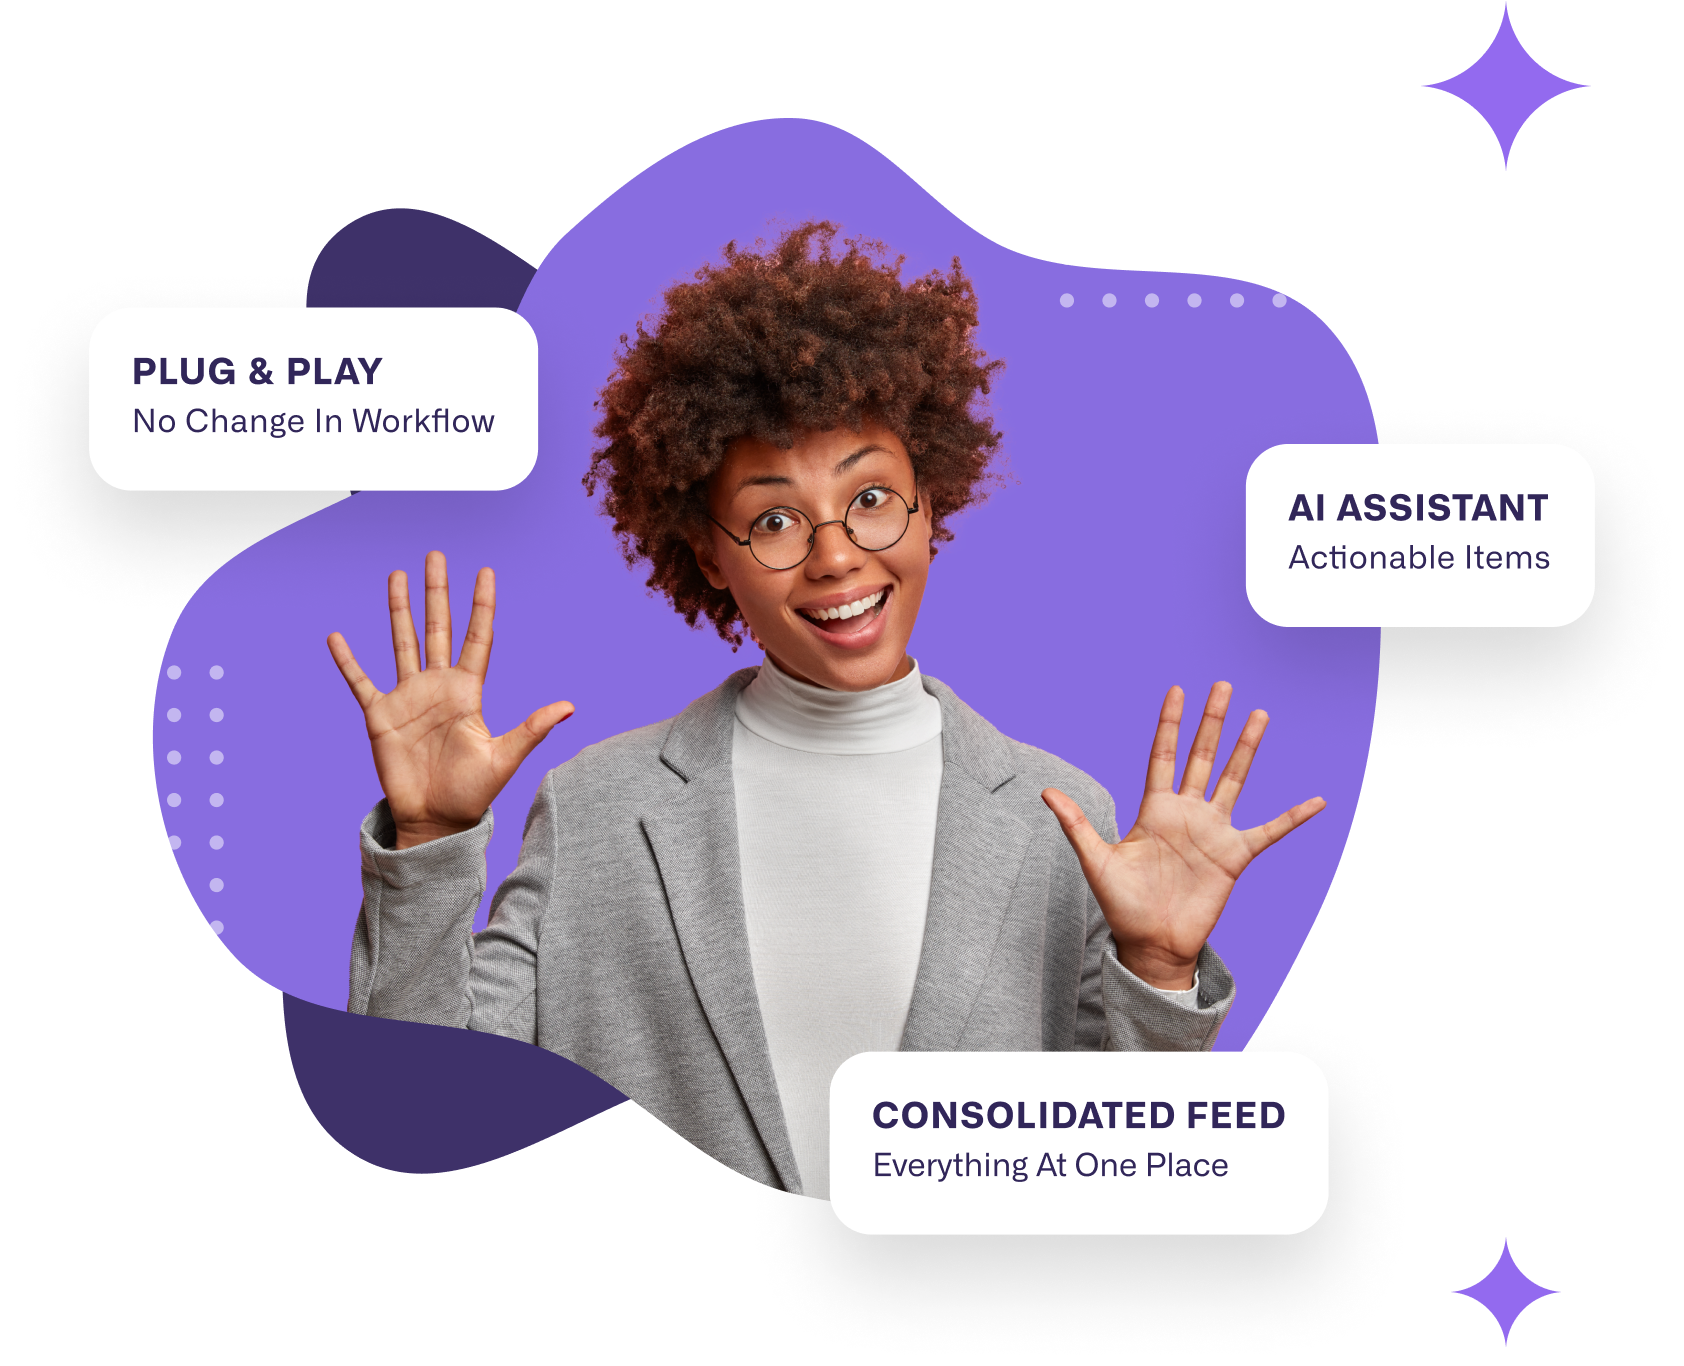 PLUG & PLAY
No Change In Workflow
AI ASSISTANT
Actionable Items
CONSOLIDATED FEED
Everything At One Place